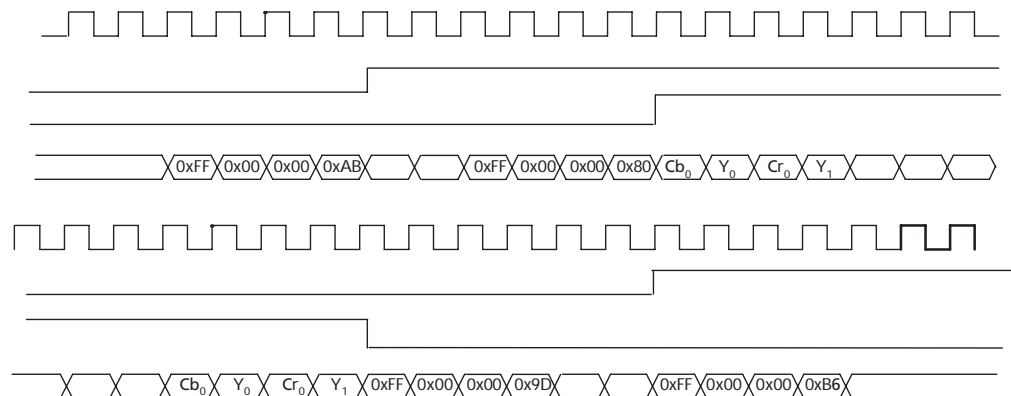 0xFF 0x00 0x00 0xAB 0xFF 0x00 0x00 0x80 Cb₀ Y₀ Cr₀ Y₁
Cb₀ Y₀ Cr₀ Y₁ 0xFF 0x00 0x00 0x9D 0xFF 0x00 0x00 0xB6